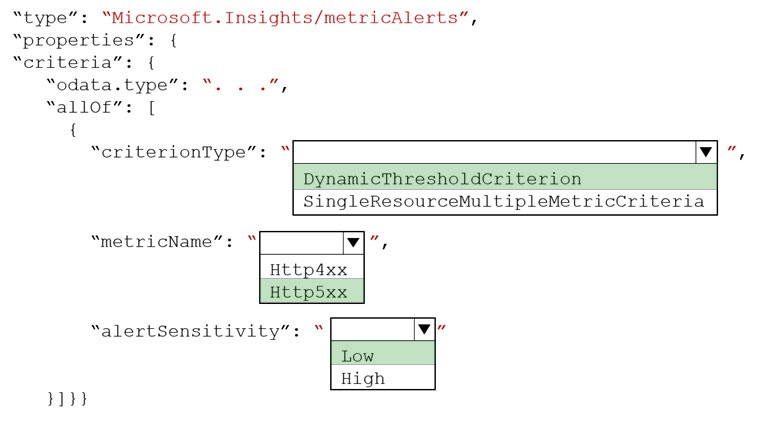 “type”: “Microsoft.Insights/metricAlerts”,
“properties”: {
“criteria”: {
“odata.type”: “. . .”,
“allOf”: [
{
“criterionType”: “ ▼ ”,
DynamicThresholdCriterion
SingleResourceMultipleMetricCriteria
“metricName”: “ ▼ ”,
Http4xx
Http5xx
“alertSensitivity”: “ ▼ ”
Low
High
}]}}